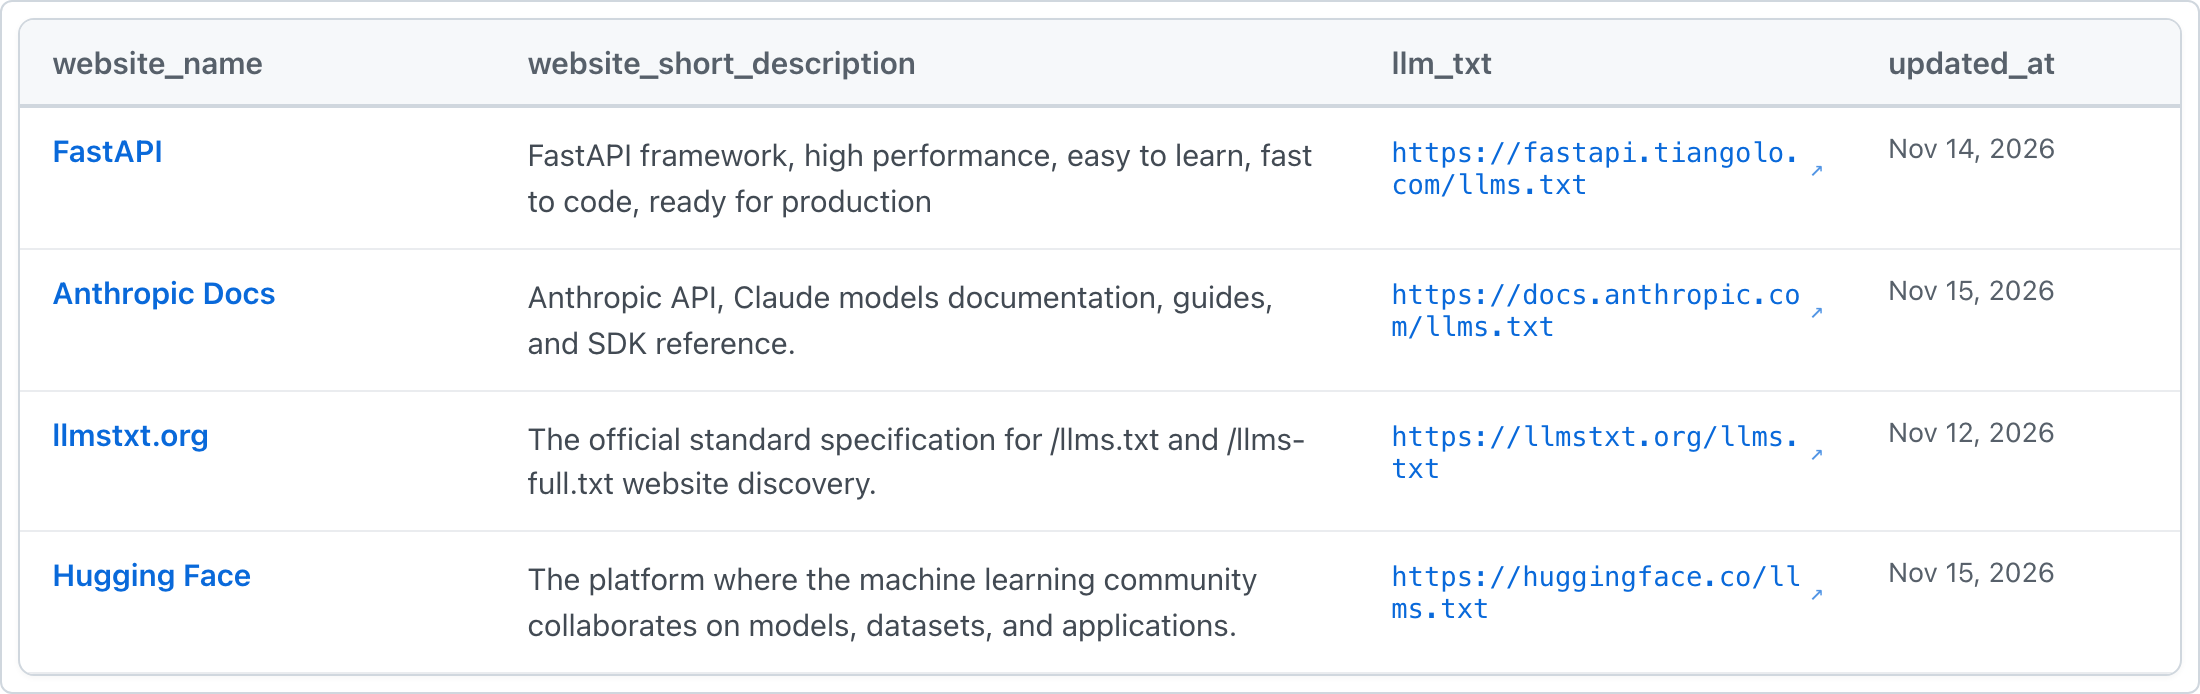 website_name website_short_description llm_txt updated_at
FastAPI
FastAPI framework, high performance, easy to learn, fast
to code, ready for production
https://fastapi.tiangolo.
com/llms.txt
Nov 14, 2026
Anthropic Docs
Anthropic API, Claude models documentation, guides,
and SDK reference.
https://docs.anthropic.co
m/llms.txt
Nov 15, 2026
llmstxt.org
The official standard specification for /llms.txt and /llms-
full.txt website discovery.
https://llmstxt.org/llms.
txt
Nov 12, 2026
Hugging Face
The platform where the machine learning community
collaborates on models, datasets, and applications.
https://huggingface.co/ll
ms.txt
Nov 15, 2026